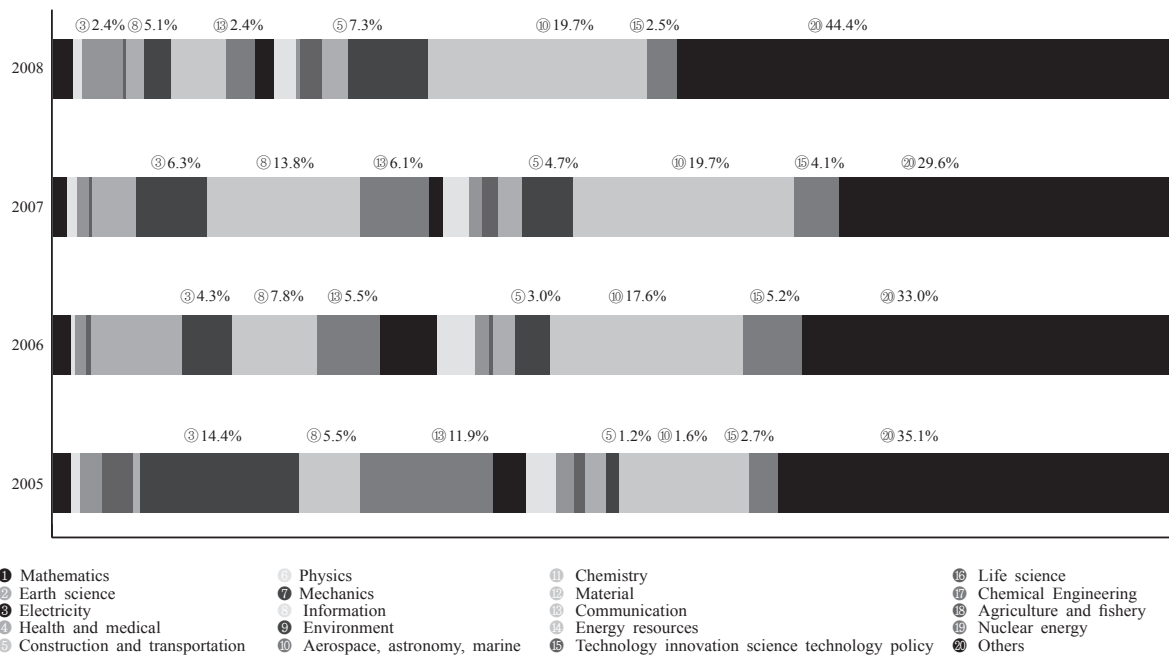 ③2.4% ⑧5.1% ⑬2.4% ⑤7.3% ⑩19.7% ⑮2.5% ⑳44.4%
2008
③6.3% ⑧13.8% ⑬6.1% ⑤4.7% ⑩19.7% ⑮4.1% ⑳29.6%
2007
③4.3% ⑧7.8% ⑬5.5% ⑤3.0% ⑩17.6% ⑮5.2% ⑳33.0%
2006
③14.4% ⑧5.5% ⑬11.9% ⑤1.2% ⑩1.6% ⑮2.7% ⑳35.1%
2005
❶ Mathematics ⑥ Physics ⑪ Chemistry ⑯ Life science
② Earth science ❼ Mechanics ⑫ Material ⑰ Chemical Engineering
❸ Electricity ⑧ Information ⑬ Communication ⑱ Agriculture and fishery
④ Health and medical ❾ Environment ⑭ Energy resources ⑲ Nuclear energy
⑤ Construction and transportation ⑩ Aerospace, astronomy, marine ⑮ Technology innovation science technology policy ⑳ Others